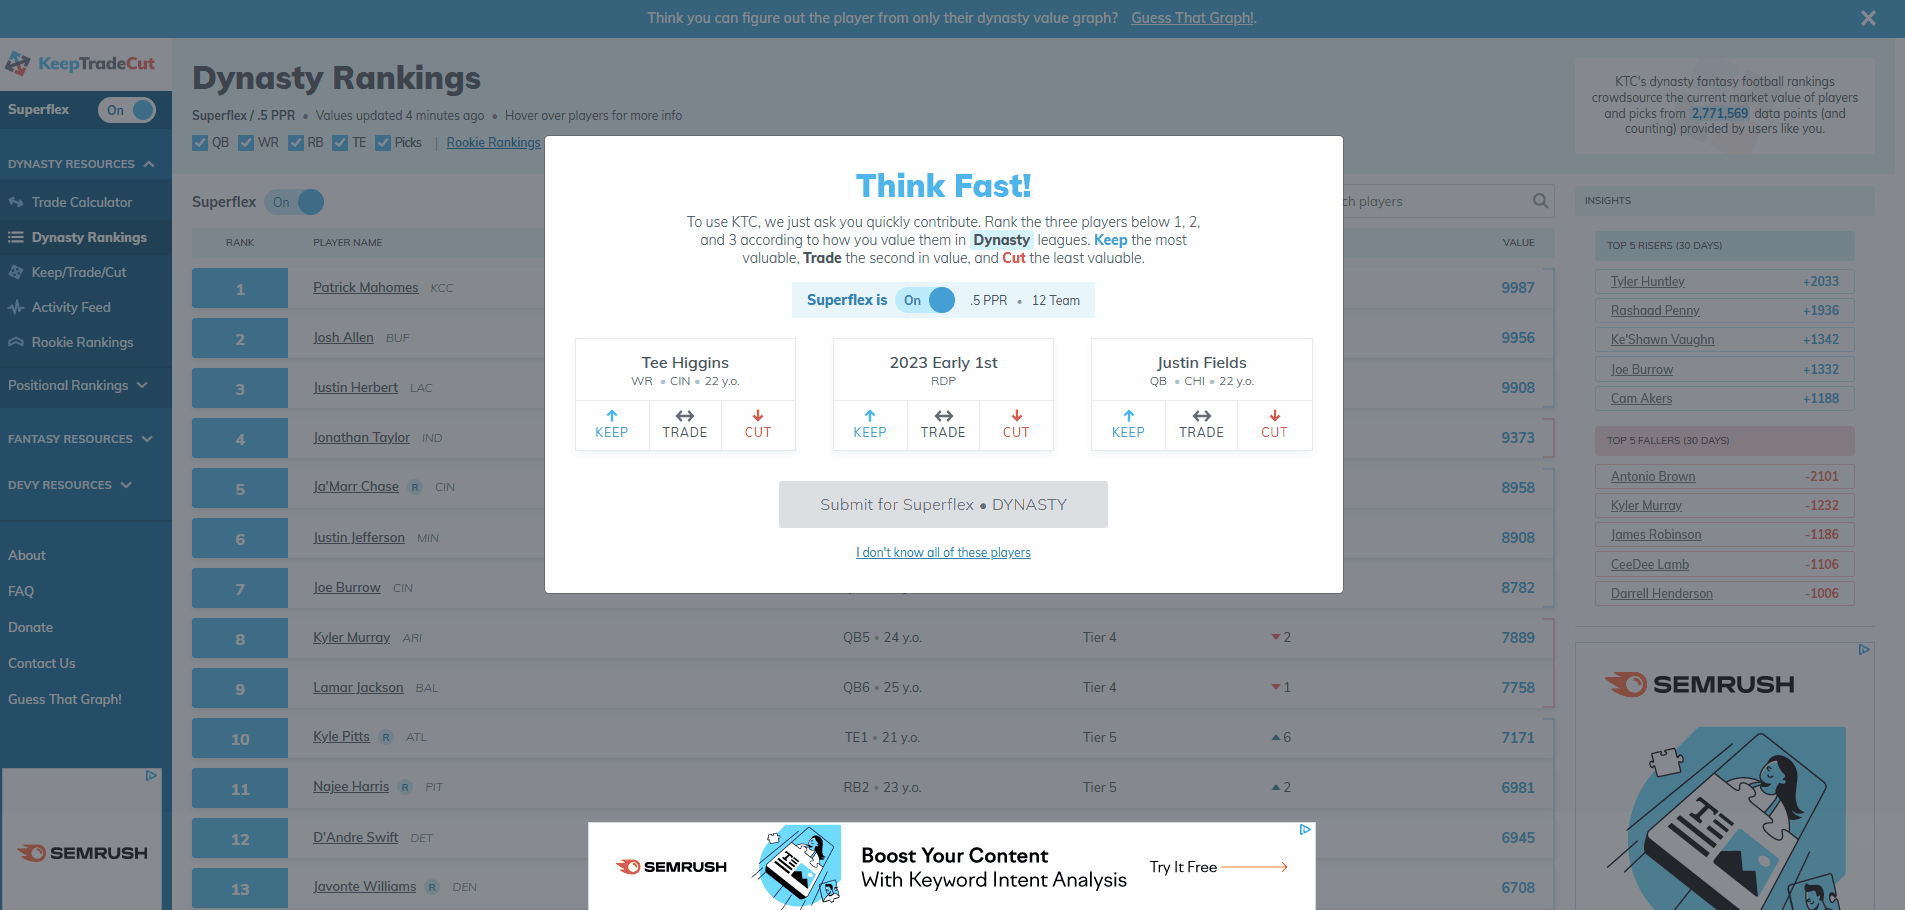 Think you can figure out the player from only their dynasty value graph? Guess That Graph!.
KeepTradeCut
Superflex On
DYNASTY RESOURCES
Trade Calculator
Dynasty Rankings
Keep/Trade/Cut
Activity Feed
Rookie Rankings
Positional Rankings
FANTASY RESOURCES
DEVY RESOURCES
About
FAQ
Donate
Contact Us
Guess That Graph!
SEMRUSH
Dynasty Rankings
Superflex / .5 PPR • Values updated 4 minutes ago • Hover over players for more info
QB WR RB TE Picks | Rookie Rankings
Superflex On
ch players
RANK PLAYER NAME VALUE
1 Patrick Mahomes KCC 9987
2 Josh Allen BUF 9956
3 Justin Herbert LAC 9908
4 Jonathan Taylor IND 9373
5 Ja'Marr Chase R CIN 8958
6 Justin Jefferson MIN 8908
7 Joe Burrow CIN 8782
8 Kyler Murray ARI QB5 • 24 y.o. Tier 4 2 7889
9 Lamar Jackson BAL QB6 • 25 y.o. Tier 4 1 7758
10 Kyle Pitts R ATL TE1 • 21 y.o. Tier 5 6 7171
11 Najee Harris R PIT RB2 • 23 y.o. Tier 5 2 6981
12 D'Andre Swift DET 6945
13 Javonte Williams R DEN 6708
Think Fast!
To use KTC, we just ask you quickly contribute. Rank the three players below 1, 2,
and 3 according to how you value them in Dynasty leagues. Keep the most
valuable, Trade the second in value, and Cut the least valuable.
Superflex is On .5 PPR • 12 Team
Tee Higgins
WR • CIN • 22 y.o.
KEEP TRADE CUT
2023 Early 1st
RDP
KEEP TRADE CUT
Justin Fields
QB • CHI • 22 y.o.
KEEP TRADE CUT
Submit for Superflex • DYNASTY
I don't know all of these players
KTC's dynasty fantasy football rankings
crowdsource the current market value of players
and picks from 2,771,569 data points (and
counting) provided by users like you.
INSIGHTS
TOP 5 RISERS (30 DAYS)
Tyler Huntley +2033
Rashaad Penny +1936
Ke'Shawn Vaughn +1342
Joe Burrow +1332
Cam Akers +1188
TOP 5 FALLERS (30 DAYS)
Antonio Brown -2101
Kyler Murray -1232
James Robinson -1186
CeeDee Lamb -1106
Darrell Henderson -1006
SEMRUSH
SEMRUSH
Boost Your Content
With Keyword Intent Analysis
Try It Free